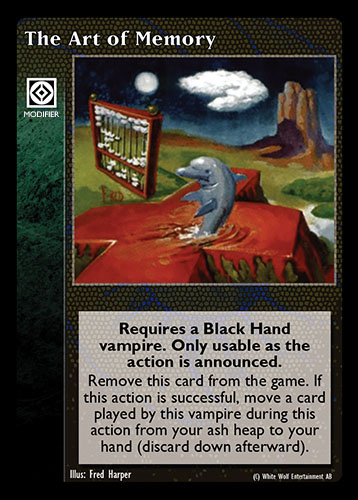 The Art of Memory
MODIFIER
Requires a Black Hand
vampire. Only usable as the
action is announced.
Remove this card from the game. If
this action is successful, move a card
played by this vampire during this
action from your ash heap to your
hand (discard down afterward).
Illus: Fred Harper
(C) White Wolf Entertainment AB